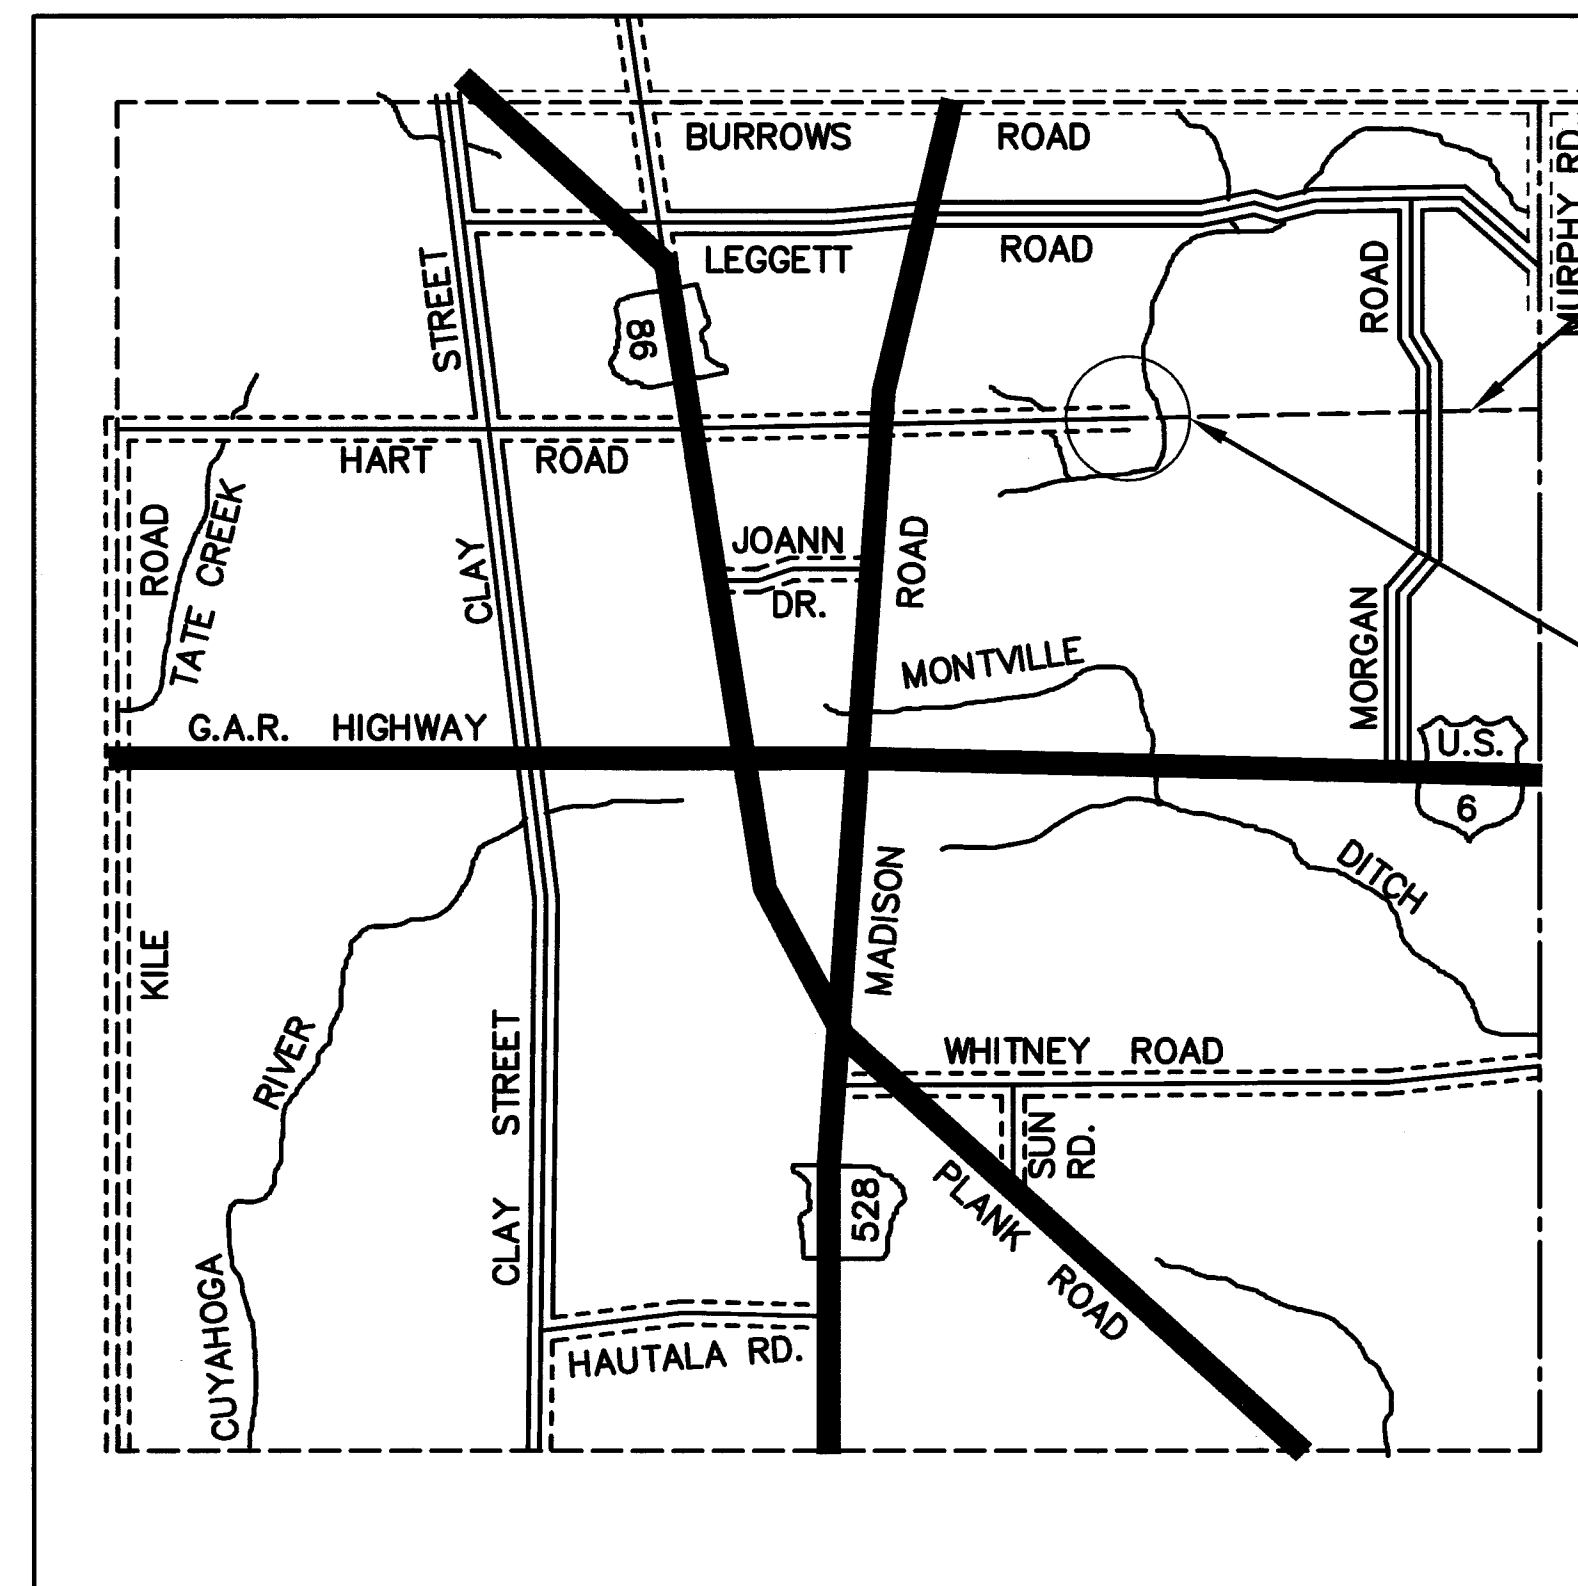 BURROWS ROAD
MURPHY RD.
LEGGETT ROAD
STREET
ROAD
86
HART ROAD
ROAD
TATE CREEK
CLAY
JOANN
DR.
ROAD
MONTVILLE
MORGAN
G.A.R. HIGHWAY
U.S.
6
DITCH
MADISON
KILE
RIVER
STREET
WHITNEY ROAD
SUN
RD.
PLANK
ROAD
528
CLAY
CUYAHOGA
HAUTALA RD.